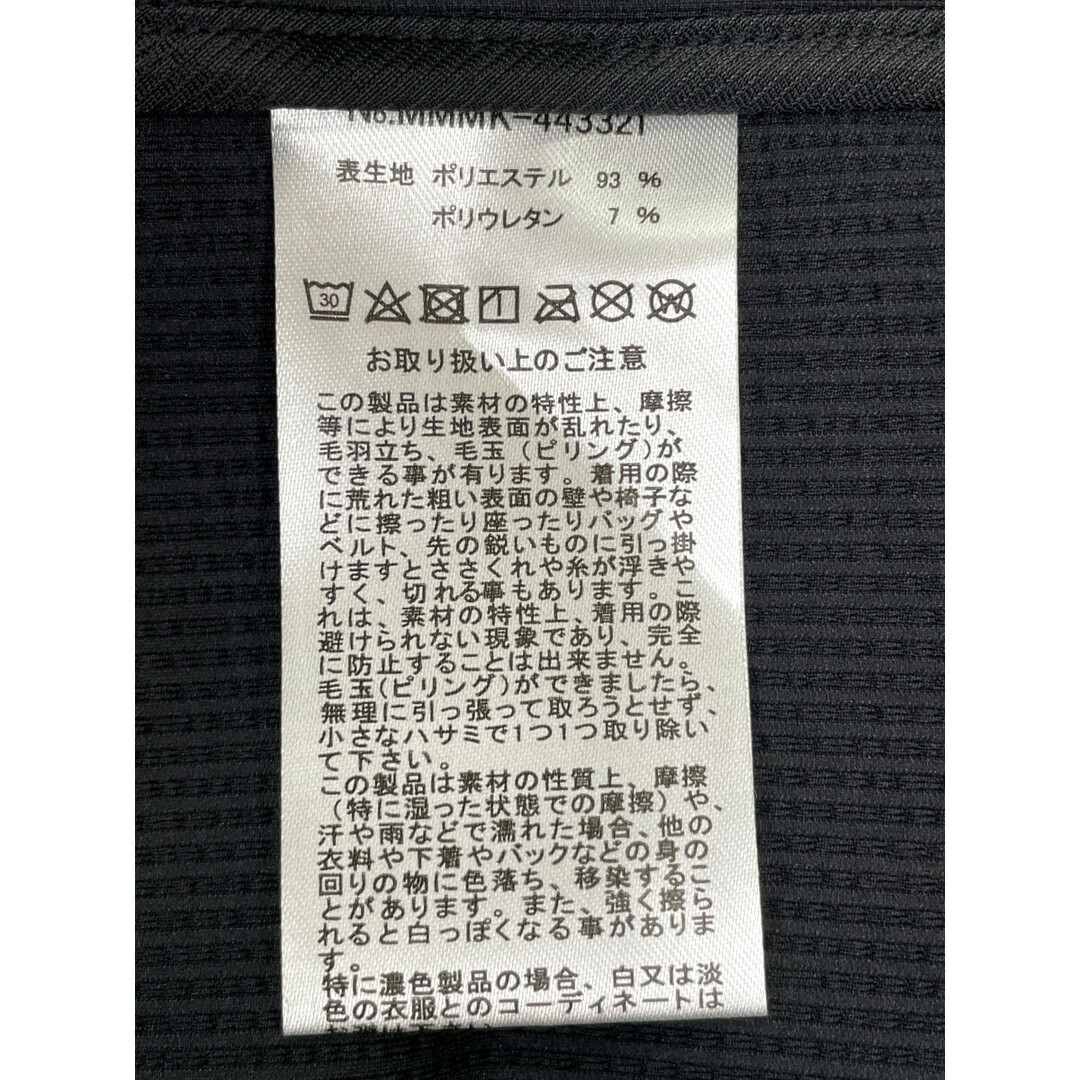 No.MMMK-443321
表生地 ポリエステル 93 %
ポリウレタン 7 %
30
お取り扱い上のご注意
この製品は素材の特性上、摩擦
等により生地表面が乱れたり、
毛羽立ち、毛玉(ピリング)が
できる事が有ります。着用の際
に荒れた粗い表面の壁や椅子な
どに擦ったり座ったりバッグや
ベルト、先の鋭いものに引っ掛
けますとささくれや糸が浮きや
すく、切れる事もあります。こ
れは、素材の特性上、着用の際
避けられない現象であり、完全
に防止することは出来ません。
毛玉(ピリング)ができましたら、
無理に引っ張って取ろうとせず、
小さなハサミで1つ1つ取り除い
て下さい。
この製品は素材の性質上、摩擦
(特に湿った状態での摩擦)や、
汗や雨などで濡れた場合、他の
衣料や下着やバックなどの身の
回りの物に色落ち、移染するこ
とがあります。また、強く擦ら
れると白っぽくなる事がありま
す。
特に濃色製品の場合、白又は淡
色の衣服とのコーディネートは